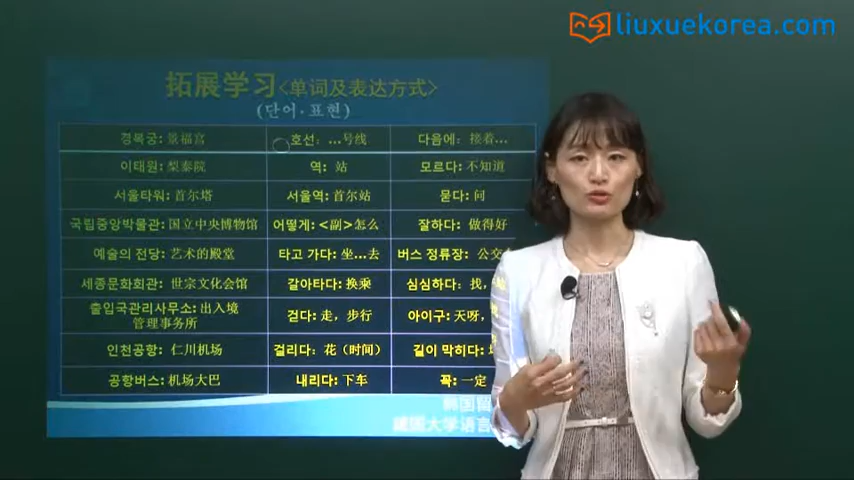 liuxuekorea.com
拓展学习<单词及表达方式>
(단어·표현)
경복궁: 景福宫 호선: ...号线 다음에: 接着...
이태원: 梨泰院 역: 站 모르다: 不知道
서울타워: 首尔塔 서울역: 首尔站 묻다: 问
국립중앙박물관: 国立中央博物馆 어떻게: <副>怎么 잘하다: 做得好
예술의 전당: 艺术的殿堂 타고 가다: 坐...去 버스 정류장: 公交
세종문화회관: 世宗文化会馆 갈아타다: 换乘 심심하다: 找,
출입국관리사무소: 出入境
管理事务所 걷다: 走，步行 아이구: 天呀,
인천공항: 仁川机场 걸리다: 花（时间） 길이 막히다:
공항버스: 机场大巴 내리다: 下车 꼭: 一定
韩国留
大学语言